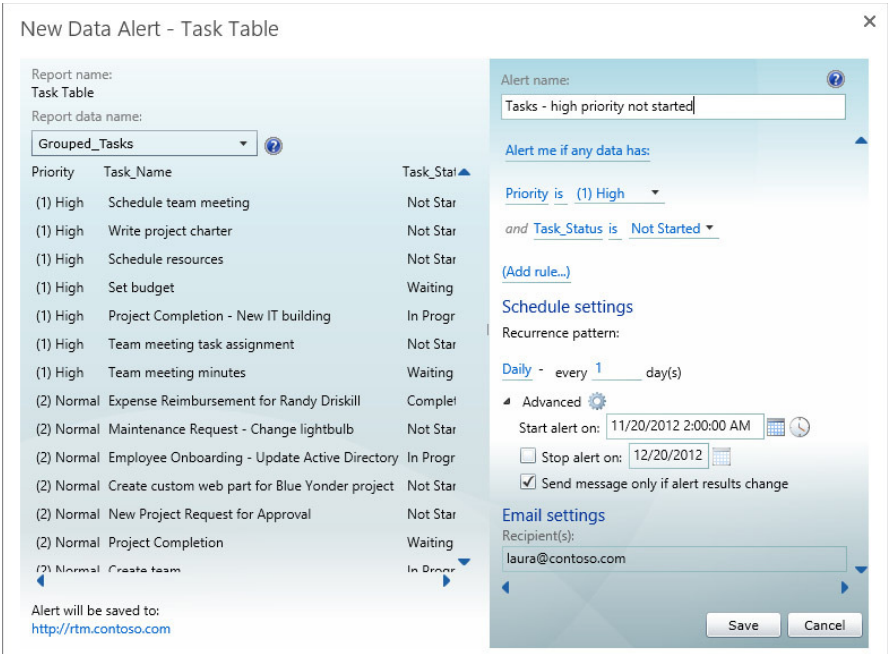 New Data Alert - Task Table
Report name:
Task Table
Report data name:
Grouped_Tasks
Priority Task_Name Task_Stat
(1) High Schedule team meeting Not Star
(1) High Write project charter Not Star
(1) High Schedule resources Not Star
(1) High Set budget Waiting
(1) High Project Completion - New IT building In Progr
(1) High Team meeting task assignment Not Star
(1) High Team meeting minutes Waiting
(2) Normal Expense Reimbursement for Randy Driskill Complet
(2) Normal Maintenance Request - Change lightbulb Not Star
(2) Normal Employee Onboarding - Update Active Directory In Progr
(2) Normal Create custom web part for Blue Yonder project Not Star
(2) Normal New Project Request for Approval Not Star
(2) Normal Project Completion Waiting
(2) Normal Create team In Progr
Alert will be saved to:
http://rtm.contoso.com
Alert name:
Tasks - high priority not started
Alert me if any data has:
Priority is (1) High
and Task_Status is Not Started
(Add rule...)
Schedule settings
Recurrence pattern:
Daily - every 1 day(s)
Advanced
Start alert on: 11/20/2012 2:00:00 AM
Stop alert on: 12/20/2012
Send message only if alert results change
Email settings
Recipient(s):
laura@contoso.com
Save Cancel